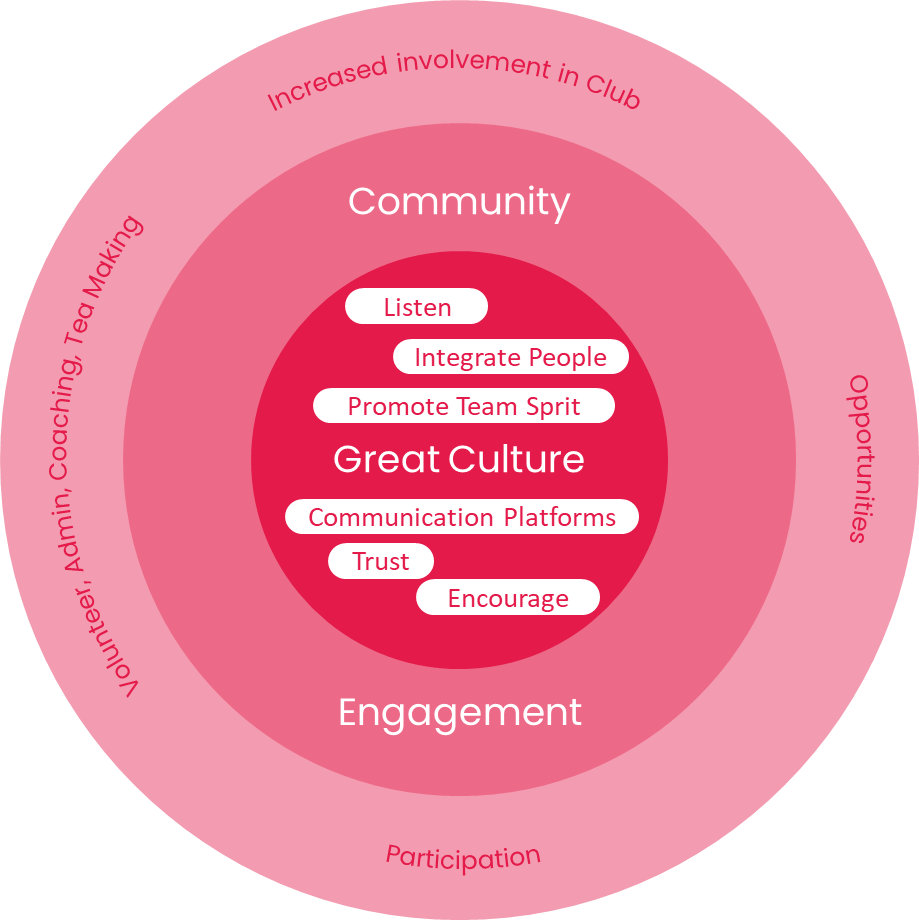 Increased involvement in Club
Community
Volunteer, Admin, Coaching, Tea Making
Listen
Integrate People
Promote Team Sprit
Great Culture
Opportunities
Communication Platforms
Trust
Encourage
Engagement
Participation